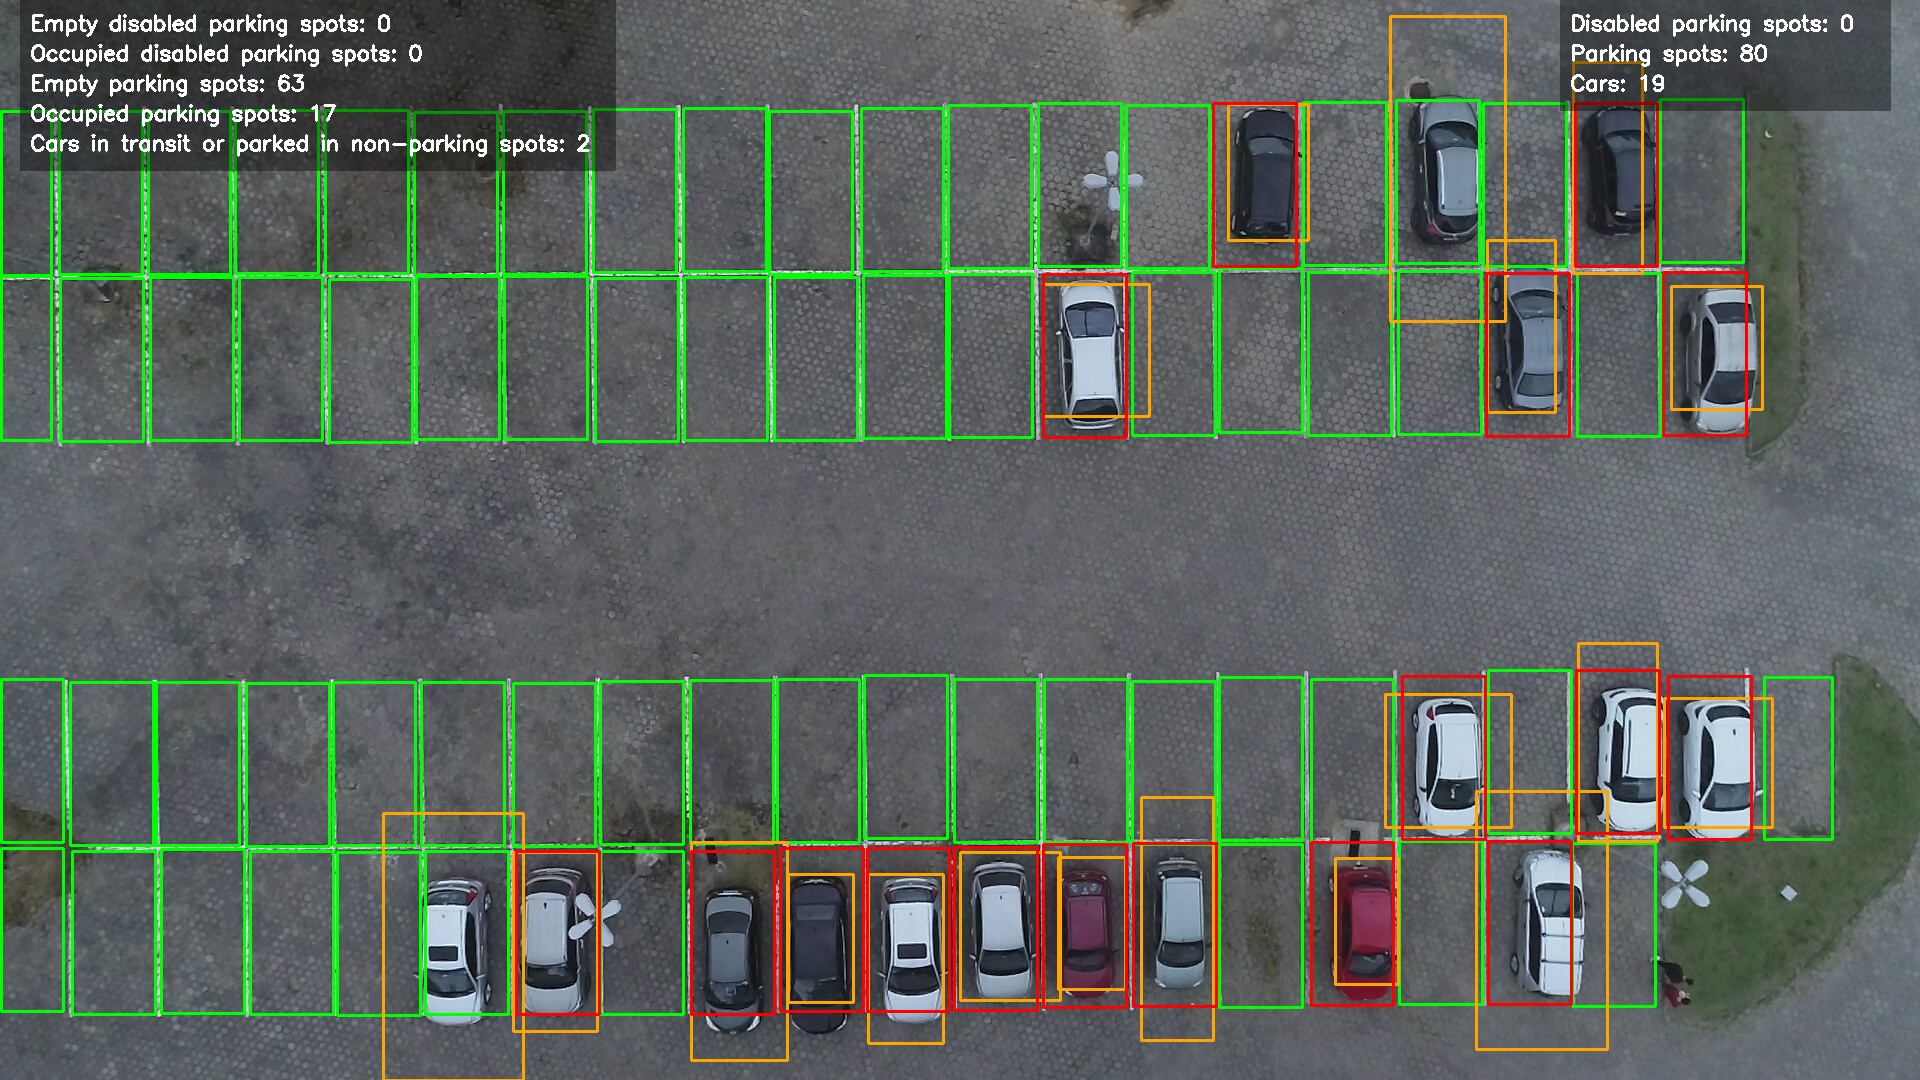 Empty disabled parking spots: 0
Occupied disabled parking spots: 0
Empty parking spots: 63
Occupied parking spots: 17
Cars in transit or parked in non-parking spots: 2
Disabled parking spots: 0
Parking spots: 80
Cars: 19